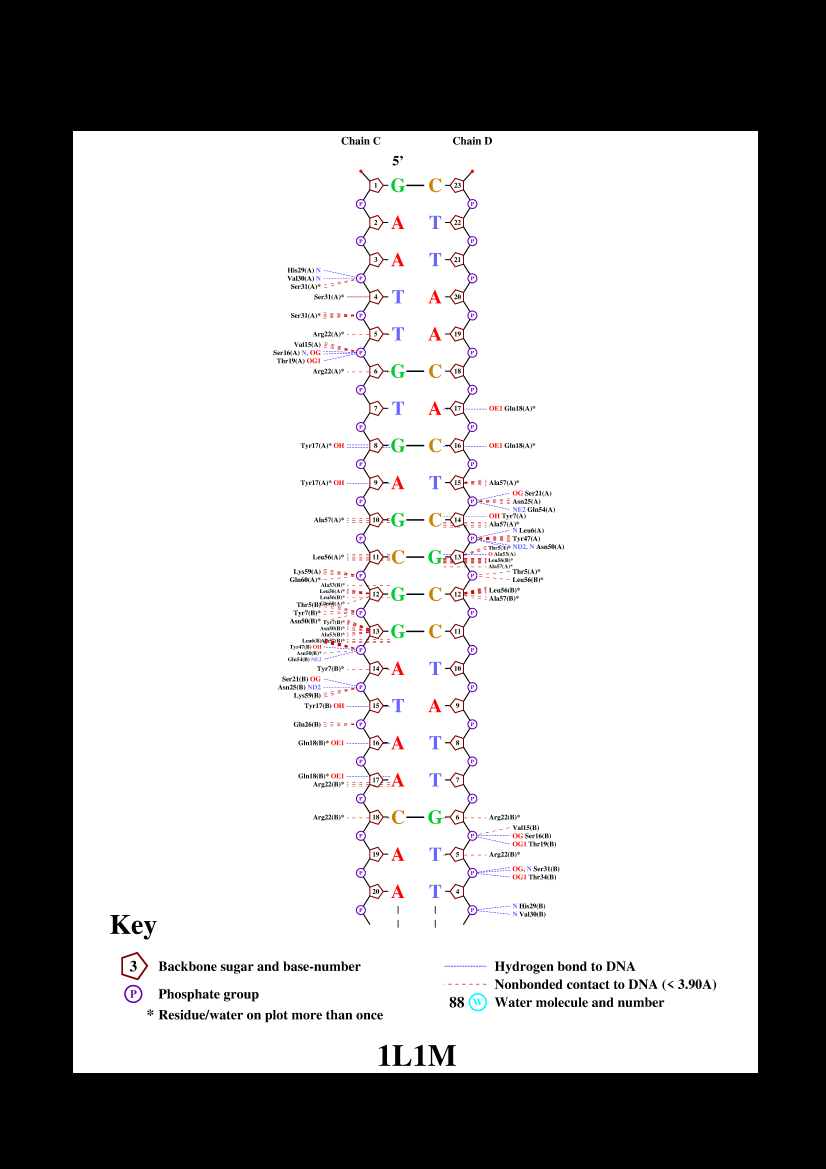 Chain C Chain D
5'
1 G C 23
P P
2 A T 22
P P
3 A T 21
His29(A) N
Val30(A) N P P
Ser31(A)*
Ser31(A)* 4 T A 20
Ser31(A)* P P
Arg22(A)* 5 T A 19
Val15(A)
Ser16(A) N, OG P P
Thr19(A) OG1
Arg22(A)* 6 G C 18
P P
7 T A 17 OE1 Gln18(A)*
P P
Tyr17(A)* OH 8 G C 16 OE1 Gln18(A)*
P P
Tyr17(A)* OH 9 A T 15 Ala57(A)*
OG Ser21(A)
P P Asn25(A)
NE2 Gln54(A)
OH Tyr7(A)
Ala57(A)* 10 G C 14 Ala57(A)*
N Leu6(A)
P P Tyr47(A)
ND2, N Asn50(A)
Thr5(A)*
O Ala53(A)
Leu56(A)* 11 C G 13 Leu56(B)*
Ala57(A)*
Lys59(A) P P Thr5(A)*
Gln60(A)* Leu56(B)*
Ala53(B)*
Leu56(A)* 12 G C 12 Leu56(B)*
Leu56(B)* Ala57(B)*
Gln60(A)*
Thr5(B)*
Tyr7(B)* P P
Asn50(B)*
Tyr7(B)*
Asn50(B)*
Ala53(B)* 13 G C 11
Leu6(B)
Tyr47(B) OH
Asn50(B)* P P
Gln54(B) NE2
Tyr7(B)* 14 A T 10
Ser21(B) OG
Asn25(B) ND2 P P
Lys59(B)
Tyr17(B) OH 15 T A 9
Gln26(B) P P
Gln18(B)* OE1 16 A T 8
P P
Gln18(B)* OE1 17 A T 7
Arg22(B)*
P P
Arg22(B)* 18 C G 6 Arg22(B)*
Val15(B)
P P OG Ser16(B)
OG1 Thr19(B)
19 A T 5 Arg22(B)*
P P OG, N Ser31(B)
OG1 Thr34(B)
20 A T 4
P P N His29(B)
N Val30(B)
Key
3 Backbone sugar and base-number
P Phosphate group
* Residue/water on plot more than once
Hydrogen bond to DNA
Nonbonded contact to DNA (< 3.90A)
88 W Water molecule and number
1L1M